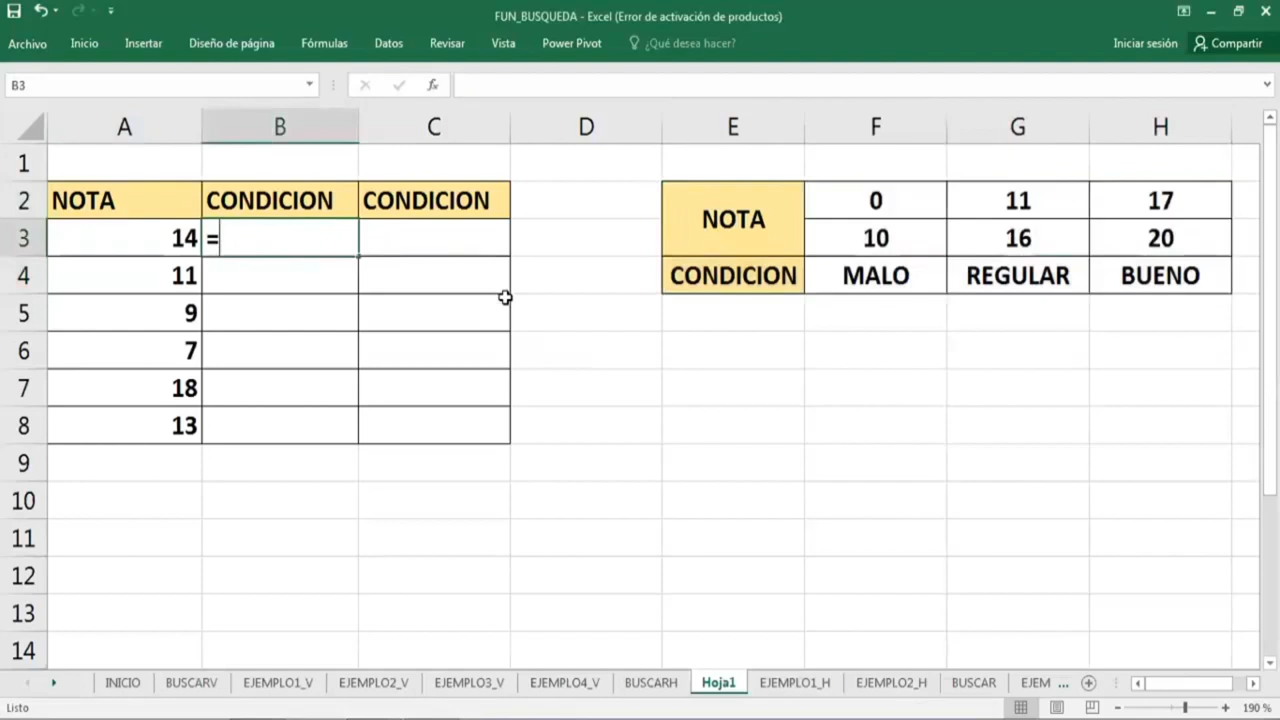 FUN_BUSQUEDA - Excel (Error de activación de productos)
Archivo Inicio Insertar Diseño de página Fórmulas Datos Revisar Vista Power Pivot ¿Qué desea hacer? Iniciar sesión Compartir
B3 fx
A B C D E F G H
1
2 NOTA CONDICION CONDICION NOTA 0 11 17
3 14 = 10 16 20
4 11 CONDICION MALO REGULAR BUENO
5 9
6 7
7 18
8 13
9
10
11
12
13
14
INICIO BUSCARV EJEMPLO1_V EJEMPLO2_V EJEMPLO3_V EJEMPLO4_V BUSCARH Hoja1 EJEMPLO1_H EJEMPLO2_H BUSCAR EJEM ...
Listo 190 %